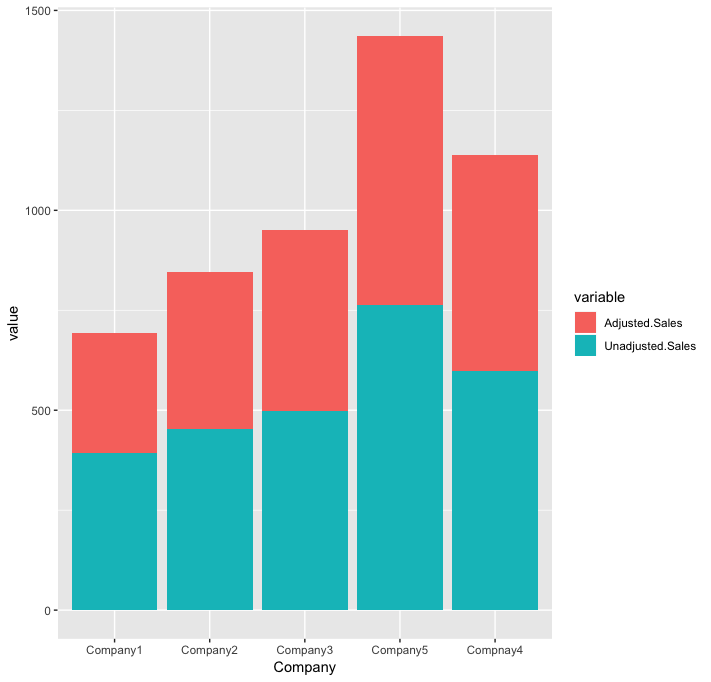 1500
1000
500
0
value
Company1 Company2 Company3 Company5 Compnay4
Company
variable
Adjusted.Sales
Unadjusted.Sales